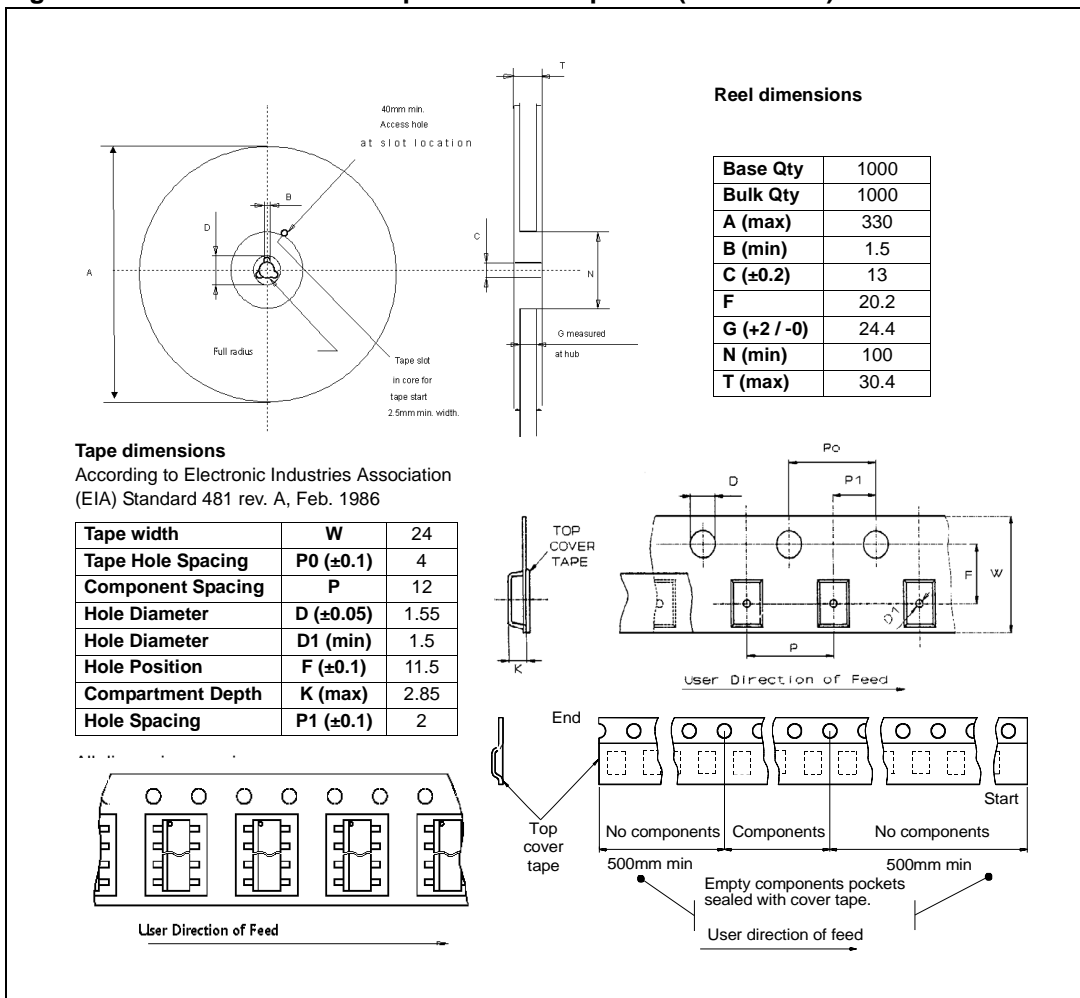 40mm min.
Access hole
at slot location
T
B
D
C
A
N
G measured
at hub
Full radius
Tape slot
in core for
tape start
2.5mm min. width.
Reel dimensions
Base Qty 1000
Bulk Qty 1000
A (max) 330
B (min) 1.5
C (±0.2) 13
F 20.2
G (+2 / -0) 24.4
N (min) 100
T (max) 30.4
Tape dimensions
According to Electronic Industries Association
(EIA) Standard 481 rev. A, Feb. 1986
Tape width W 24
Tape Hole Spacing P0 (±0.1) 4
Component Spacing P 12
Hole Diameter D (±0.05) 1.55
Hole Diameter D1 (min) 1.5
Hole Position F (±0.1) 11.5
Compartment Depth K (max) 2.85
Hole Spacing P1 (±0.1) 2
Po
D
P1
TOP
COVER
TAPE
F
W
D1
K
P
User Direction of Feed
End
Start
Top
cover
tape
No components
Components
No components
500mm min
500mm min
Empty components pockets
sealed with cover tape.
User direction of feed
User Direction of Feed